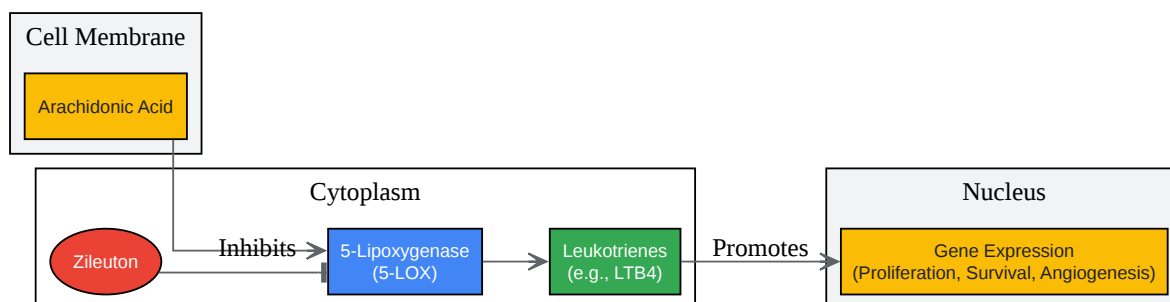 Cell Membrane
Arachidonic Acid
Cytoplasm
Nucleus
Zileuton
Inhibits
5-Lipoxygenase
(5-LOX)
Leukotrienes
(e.g., LTB4)
Promotes
Gene Expression
(Proliferation, Survival, Angiogenesis)